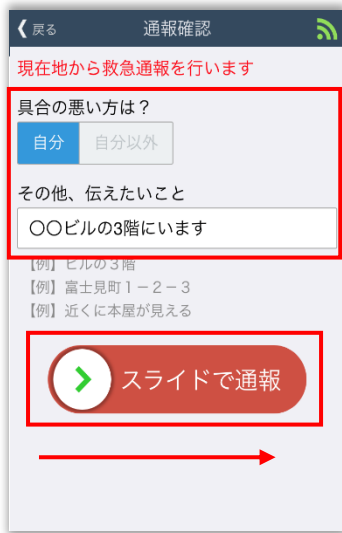 戻る 通報確認
現在地から救急通報を行います
具合の悪い方は？
自分 自分以外
その他、伝えたいこと
〇〇ビルの3階にいます
【例】ビルの３階
【例】富士見町１－２－３
【例】近くに本屋が見える
スライドで通報